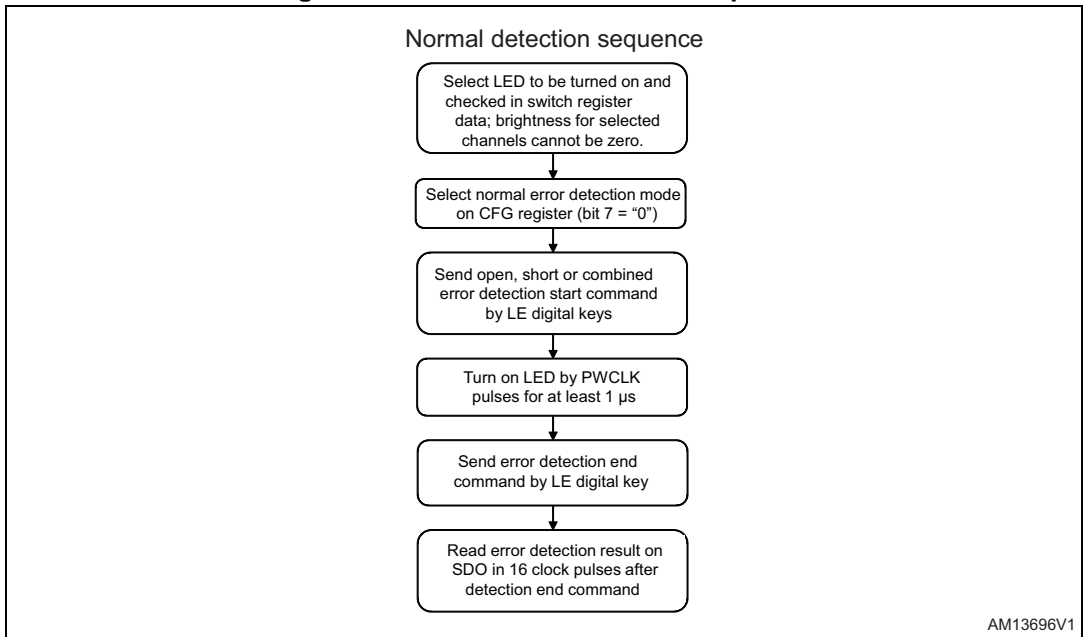 Normal detection sequence
Select LED to be turned on and
checked in switch register
data; brightness for selected
channels cannot be zero.
Select normal error detection mode
on CFG register (bit 7 = “0”)
Send open, short or combined
error detection start command
by LE digital keys
Turn on LED by PWCLK
pulses for at least 1 µs
Send error detection end
command by LE digital key
Read error detection result on
SDO in 16 clock pulses after
detection end command
AM13696V1